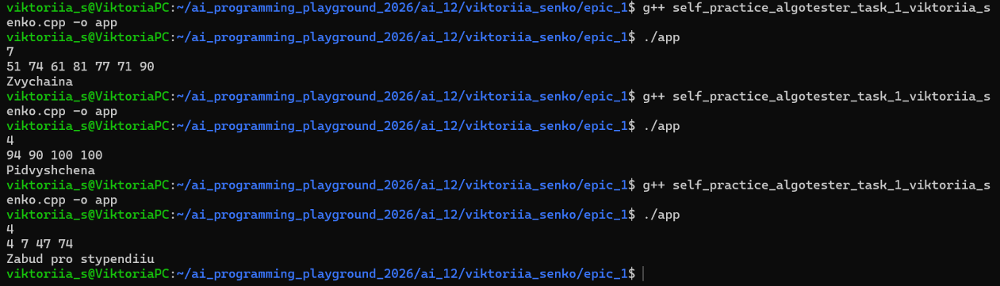 viktoriia_s@ViktoriaPC:~/ai_programming_playground_2026/ai_12/viktoriia_senko/epic_1$ g++ self_practice_algotester_task_1_viktoriia_s
enko.cpp -o app
viktoriia_s@ViktoriaPC:~/ai_programming_playground_2026/ai_12/viktoriia_senko/epic_1$ ./app
7
51 74 61 81 77 71 90
Zvychaina
viktoriia_s@ViktoriaPC:~/ai_programming_playground_2026/ai_12/viktoriia_senko/epic_1$ g++ self_practice_algotester_task_1_viktoriia_s
enko.cpp -o app
viktoriia_s@ViktoriaPC:~/ai_programming_playground_2026/ai_12/viktoriia_senko/epic_1$ ./app
4
94 90 100 100
Pidvyshchena
viktoriia_s@ViktoriaPC:~/ai_programming_playground_2026/ai_12/viktoriia_senko/epic_1$ g++ self_practice_algotester_task_1_viktoriia_s
enko.cpp -o app
viktoriia_s@ViktoriaPC:~/ai_programming_playground_2026/ai_12/viktoriia_senko/epic_1$ ./app
4
4 7 47 74
Zabud pro stypendiiu
viktoriia_s@ViktoriaPC:~/ai_programming_playground_2026/ai_12/viktoriia_senko/epic_1$